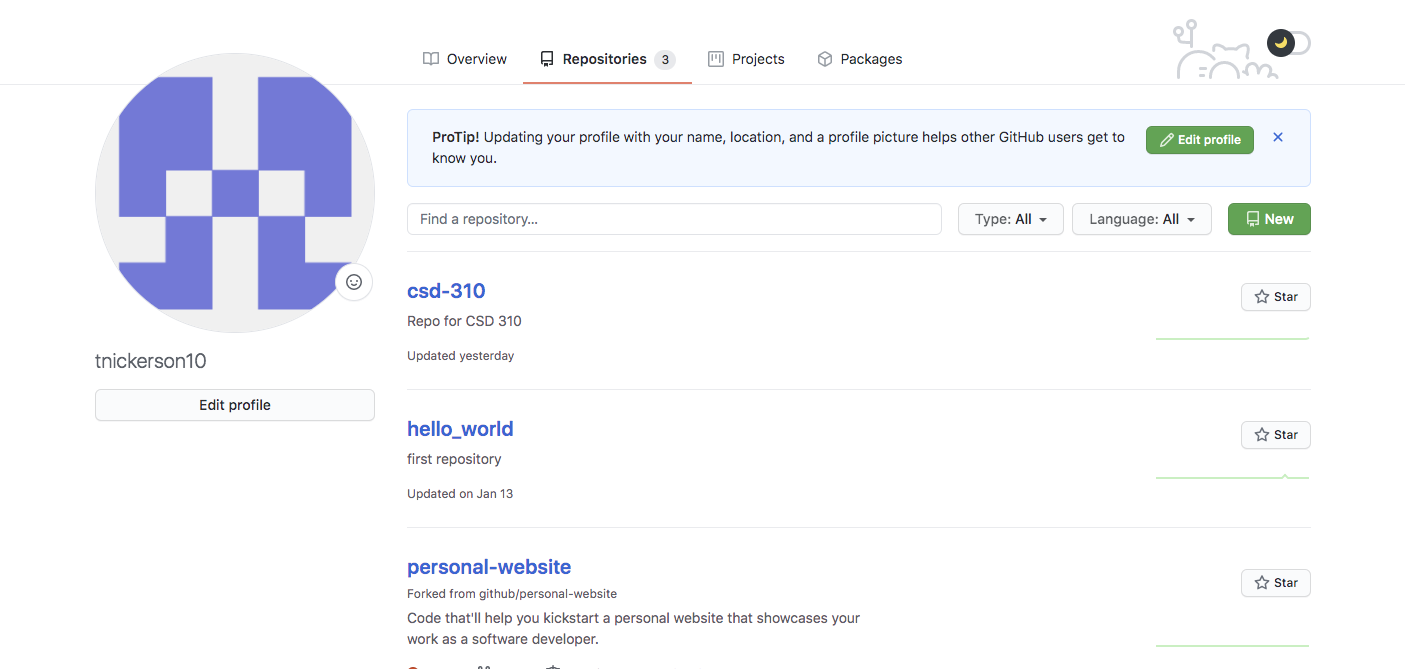 Overview
Repositories 3
Projects
Packages
ProTip! Updating your profile with your name, location, and a profile picture helps other GitHub users get to
know you.
Edit profile
Find a repository...
Type: All
Language: All
New
tnickerson10
Edit profile
csd-310
Star
Repo for CSD 310
Updated yesterday
hello_world
Star
first repository
Updated on Jan 13
personal-website
Star
Forked from github/personal-website
Code that'll help you kickstart a personal website that showcases your
work as a software developer.